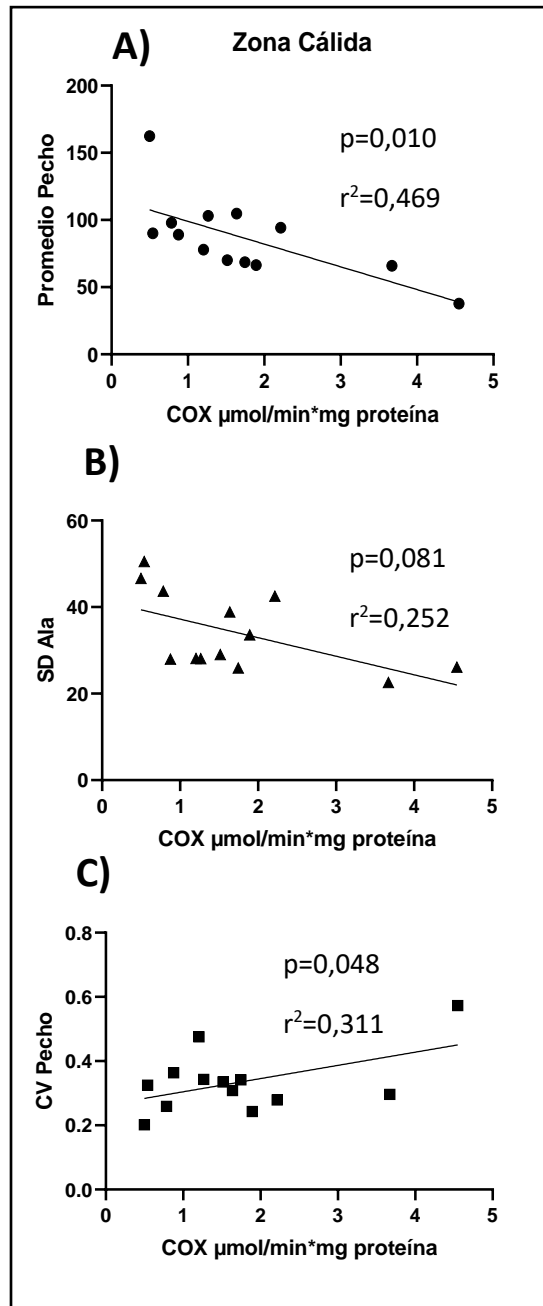 A)
Zona Cálida
200
150
100
50
0
Promedio Pecho
p=0,010
r²=0,469
0 1 2 3 4 5
COX µmol/min*mg proteína
B)
60
40
20
0
SD Ala
p=0,081
r²=0,252
0 1 2 3 4 5
COX µmol/min*mg proteína
C)
0.8
0.6
0.4
0.2
0.0
CV Pecho
p=0,048
r²=0,311
0 1 2 3 4 5
COX µmol/min*mg proteína